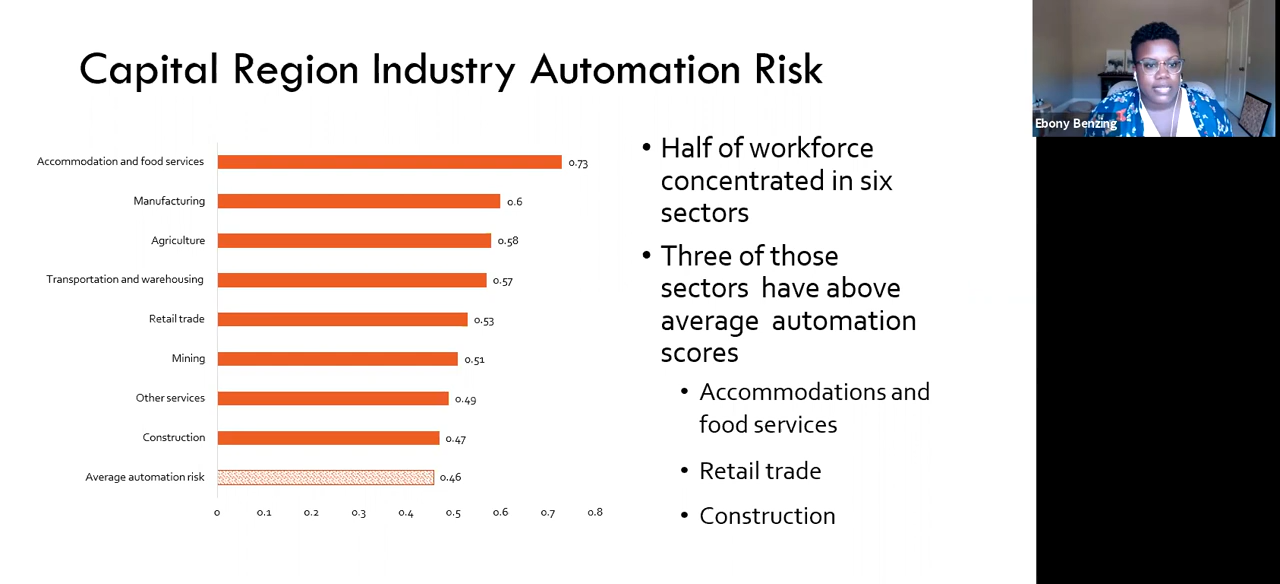 Capital Region Industry Automation Risk
Ebony Benzing
Accommodation and food services 0.73
Manufacturing 0.6
Agriculture 0.58
Transportation and warehousing 0.57
Retail trade 0.53
Mining 0.51
Other services 0.49
Construction 0.47
Average automation risk 0.46
0 0.1 0.2 0.3 0.4 0.5 0.6 0.7 0.8
• Half of workforce
concentrated in six
sectors
• Three of those
sectors have above
average automation
scores
• Accommodations and
food services
• Retail trade
• Construction